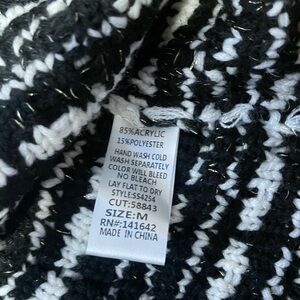 85%ACRYLIC
15%POLYESTER
HAND WASH COLD
WASH SEPARATELY
COLOR WILL BLEED
NO BLEACH
LAY FLAT TO DRY
STYLE:S54254
CUT:58843
SIZE:M
RN#:141642
MADE IN CHINA